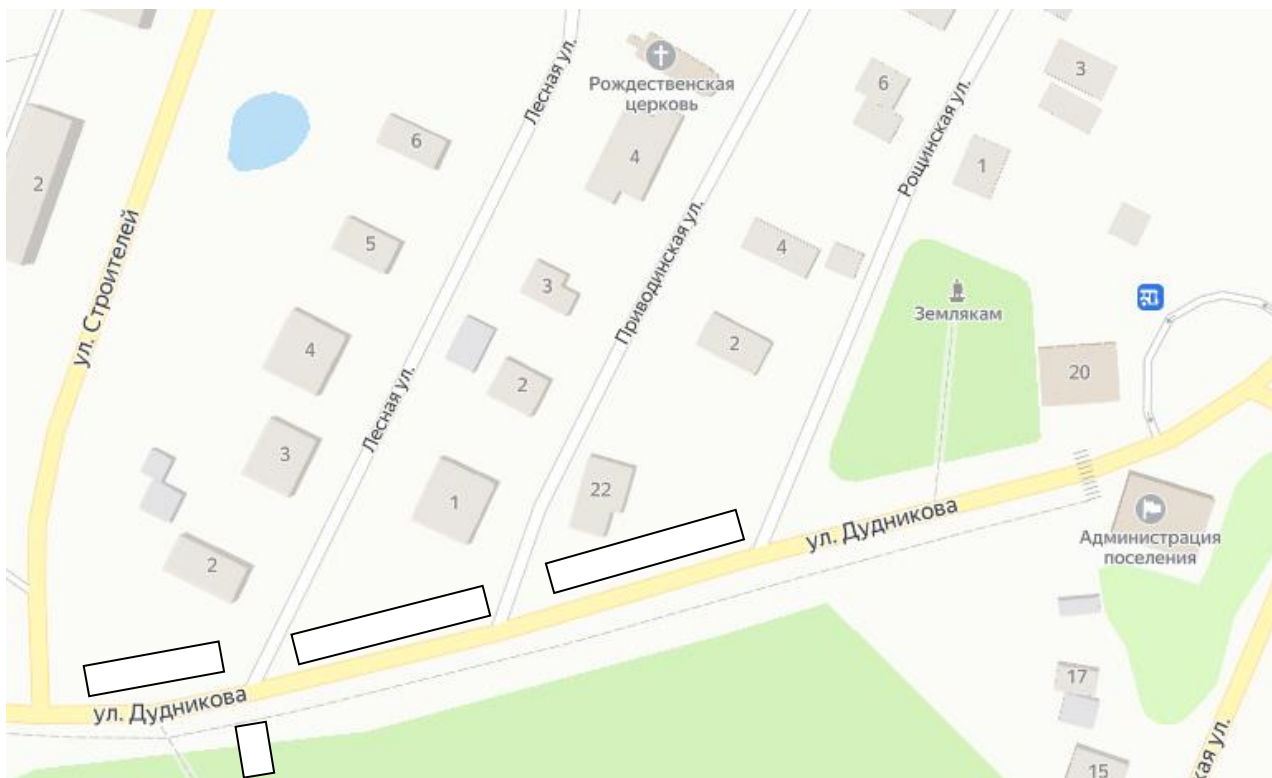 Лесная ул.
Рождественская
церковь
6
3
2
6
4
Рощинская ул.
1
ул. Строителей
5
4
Приводинская ул.
3
Землякам
4
2
20
2
Лесная ул.
3
1
22
ул. Дудникова
Администрация
поселения
2
17
ул. Дудникова
15
кая ул.